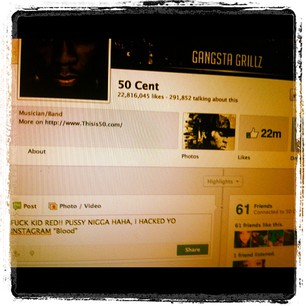 GANGSTA GRILLZ
50 Cent
22,816,045 likes · 291,852 talking about this
Musician/Band
More on http://www.Thisis50.com/
22m
About
Photos
Likes
Highlights
Post
Photo / Video
61 Friends
Connected to
FUCK KID RED!! PUSSY NIGGA HAHA, I HACKED YO
INSTAGRAM "Blood"
61 friends like this
Share
1 friend listened